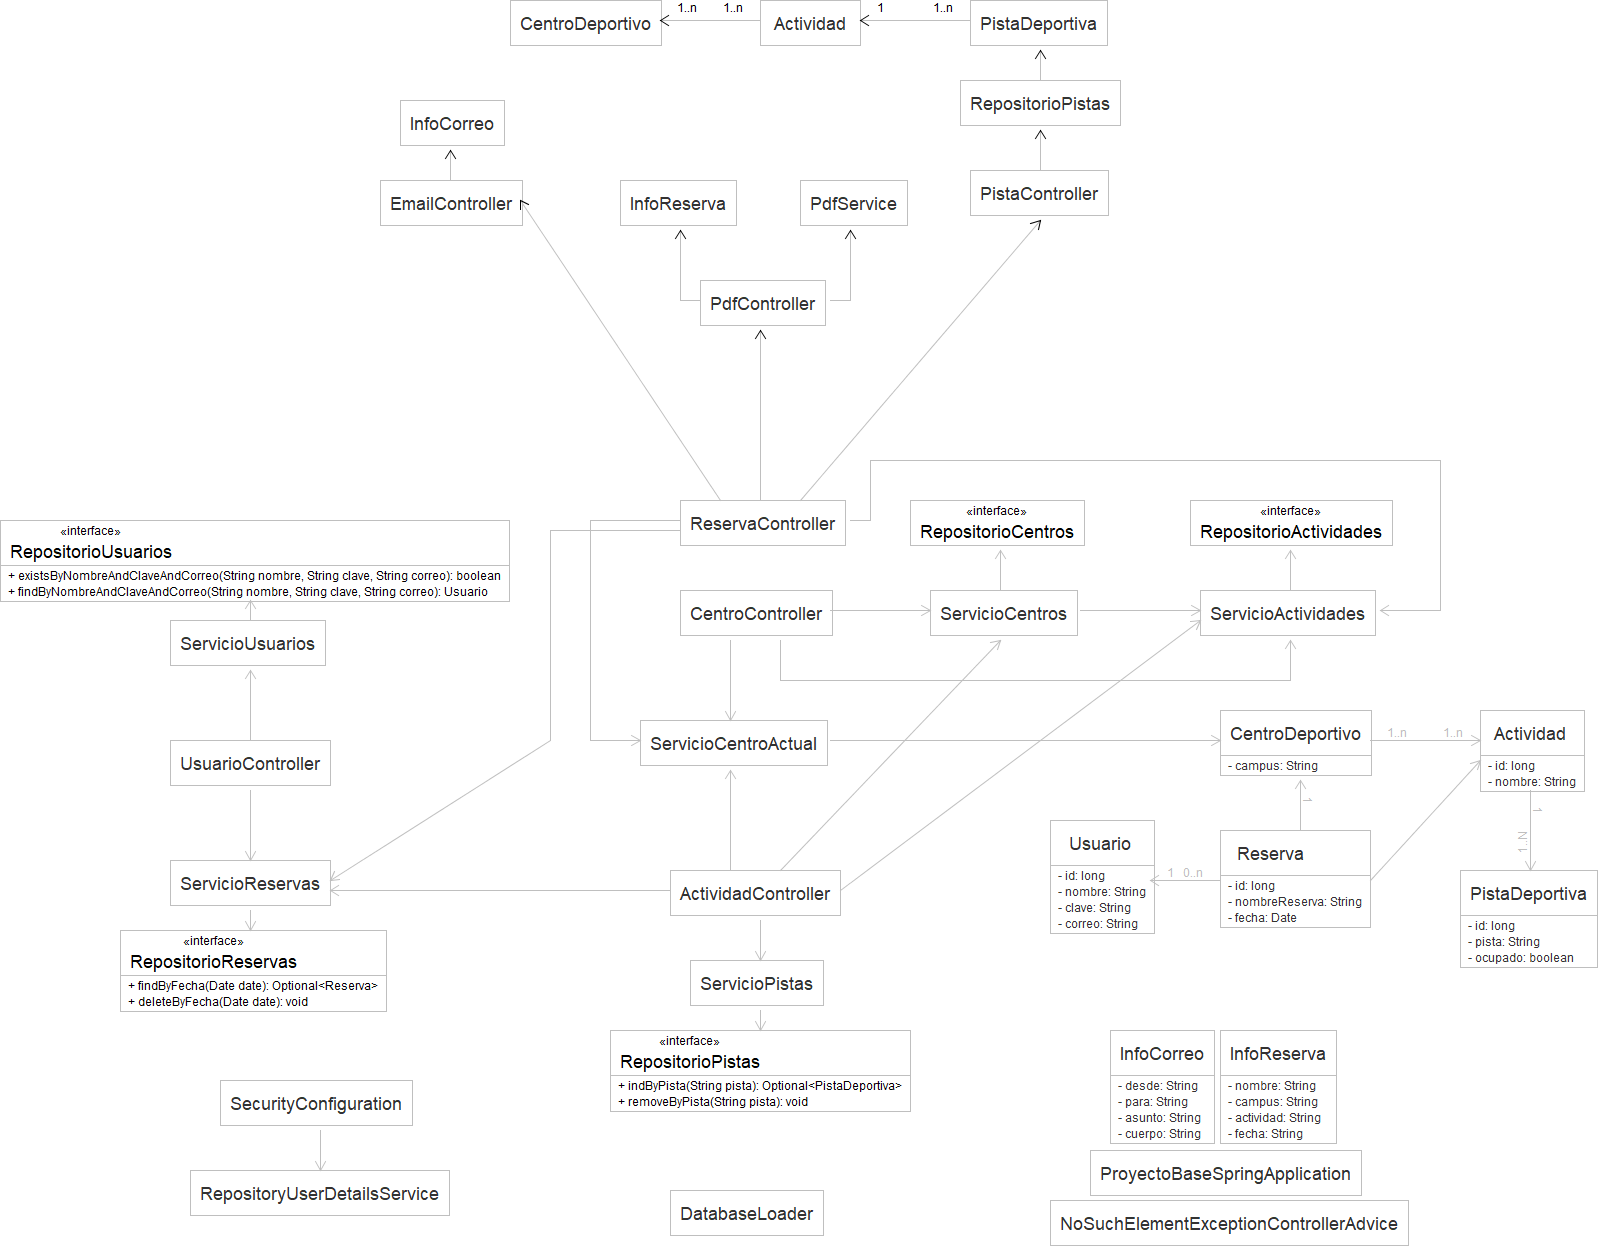 CentroDeportivo
1..n 1..n
Actividad
1 1..n
PistaDeportiva
RepositorioPistas
InfoCorreo
EmailController
InfoReserva
PdfService
PistaController
PdfController
ReservaController
«interface»
RepositorioCentros
«interface»
RepositorioActividades
«interface»
RepositorioUsuarios
+ existsByNombreAndClaveAndCorreo(String nombre, String clave, String correo): boolean
+ findByNombreAndClaveAndCorreo(String nombre, String clave, String correo): Usuario
CentroController
ServicioCentros
ServicioActividades
ServicioUsuarios
ServicioCentroActual
UsuarioController
CentroDeportivo
- campus: String
1..n 1..n
Actividad
- id: long
- nombre: String
1
1
1..N
Usuario
- id: long
- nombre: String
- clave: String
- correo: String
1 0..n
Reserva
- id: long
- nombreReserva: String
- fecha: Date
PistaDeportiva
- id: long
- pista: String
- ocupado: boolean
ServicioReservas
ActividadController
«interface»
RepositorioReservas
+ findByFecha(Date date): Optional<Reserva>
+ deleteByFecha(Date date): void
ServicioPistas
«interface»
RepositorioPistas
+ indByPista(String pista): Optional<PistaDeportiva>
+ removeByPista(String pista): void
InfoCorreo
- desde: String
- para: String
- asunto: String
- cuerpo: String
InfoReserva
- nombre: String
- campus: String
- actividad: String
- fecha: String
SecurityConfiguration
RepositoryUserDetailsService
ProyectoBaseSpringApplication
DatabaseLoader
NoSuchElementExceptionControllerAdvice